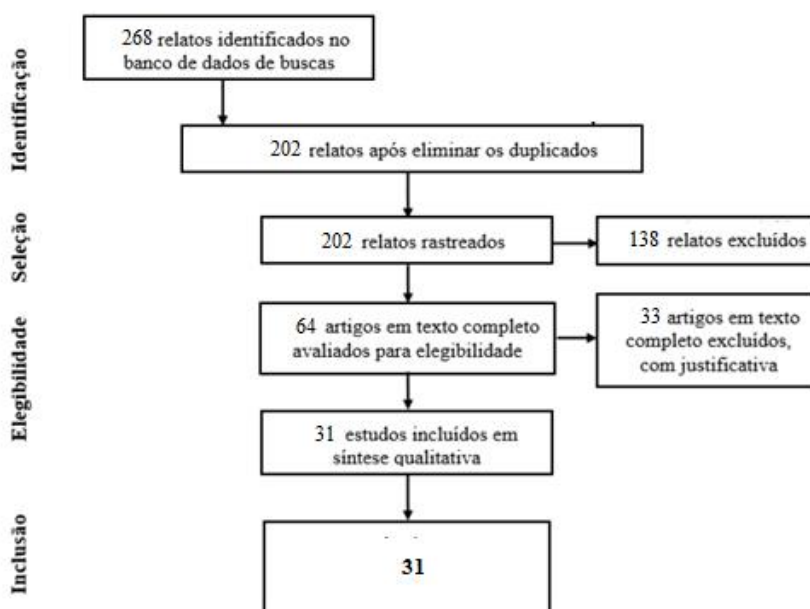 Identificação
268 relatos identificados no
banco de dados de buscas
202 relatos após eliminar os duplicados
Seleção
202 relatos rastreados
138 relatos excluídos
Elegibilidade
64 artigos em texto completo
avaliados para elegibilidade
33 artigos em texto
completo excluídos,
com justificativa
31 estudos incluídos em
síntese qualitativa
Inclusão
31